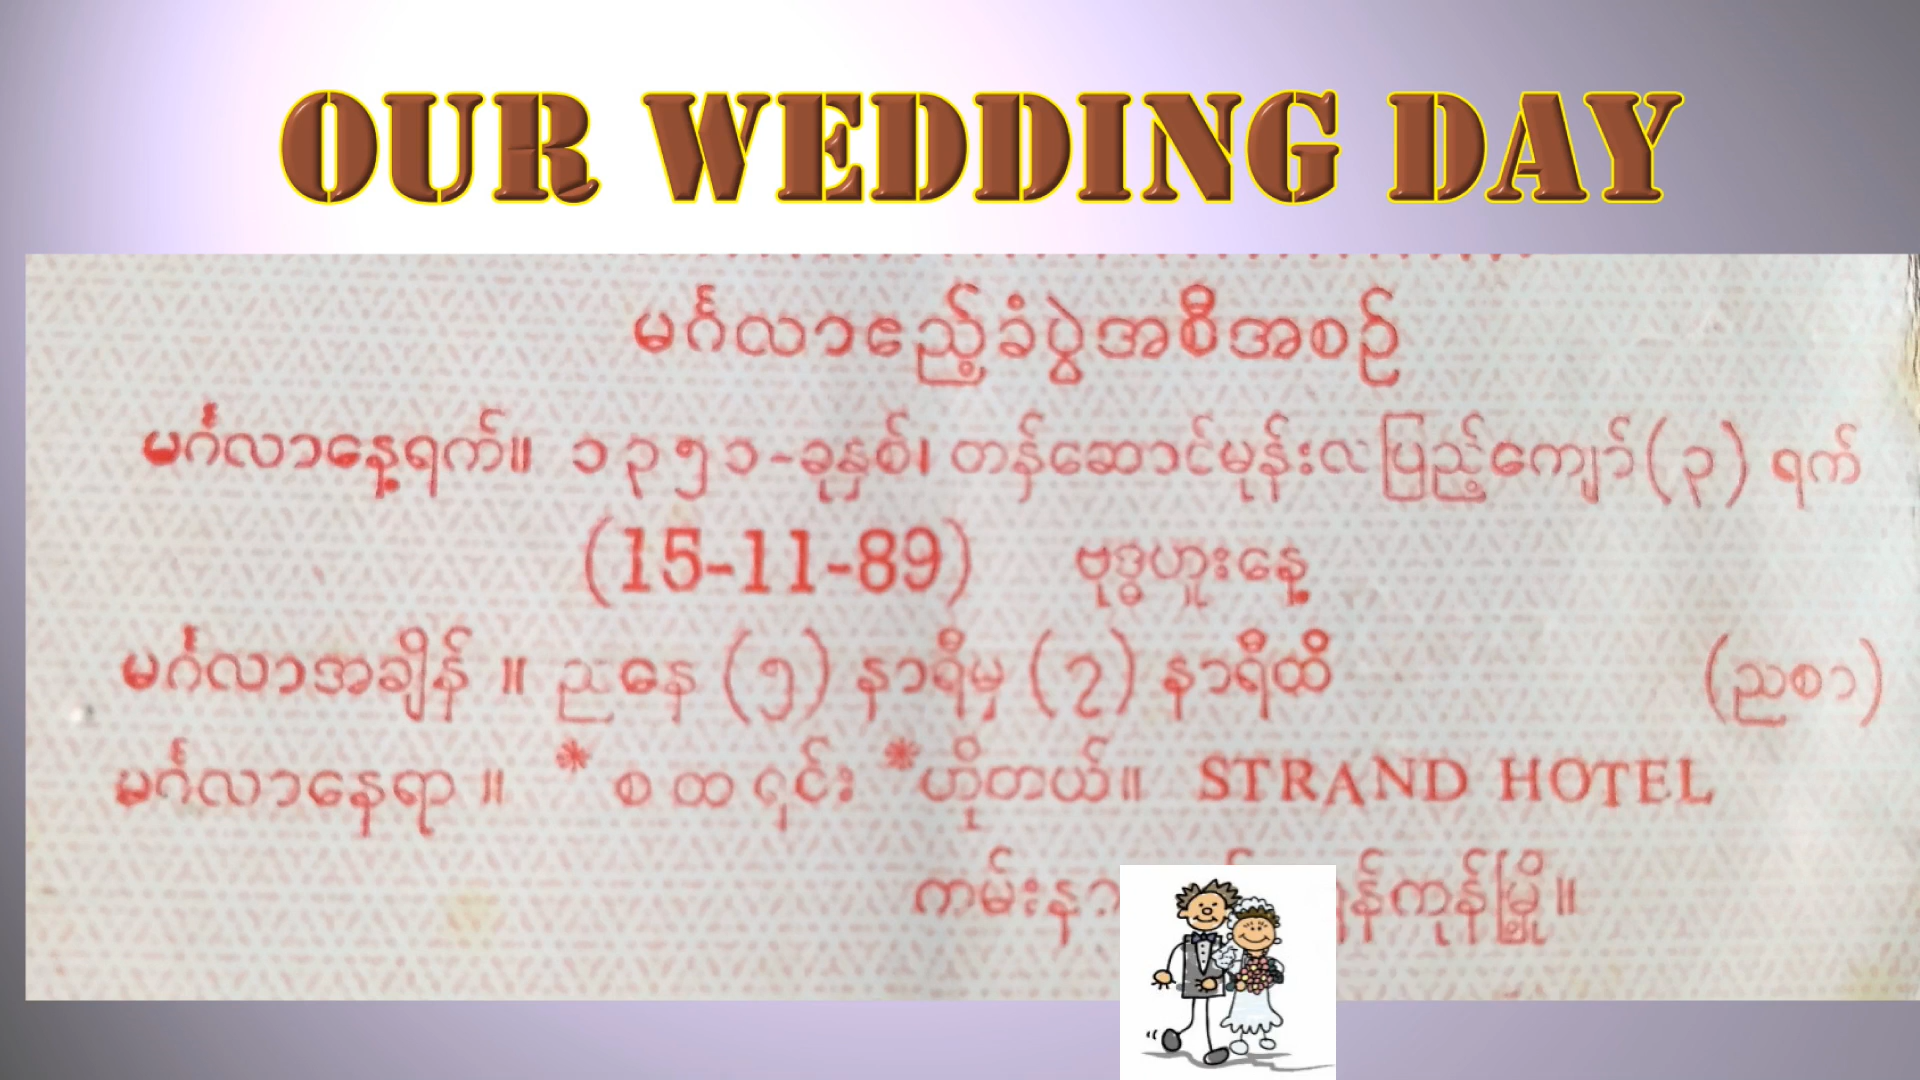 OUR WEDDING DAY
မင်္ဂလာဧည့်ခံပွဲအစီအစဉ်
မင်္ဂလာနေ့ရက်။ ၁၃၅၁-ခုနှစ်၊ တန်ဆောင်မုန်းလပြည့်ကျော်(၃) ရက်
(15-11-89) ဗုဒ္ဓဟူးနေ့
မင်္ဂလာအချိန် ။ ညနေ (၅) နာရီမှ (၇) နာရီထိ (ညစာ)
မင်္ဂလာနေရာ ။ * စထရင်း * ဟိုတယ်။ STRAND HOTEL
ရန်ကုန်မြို့။